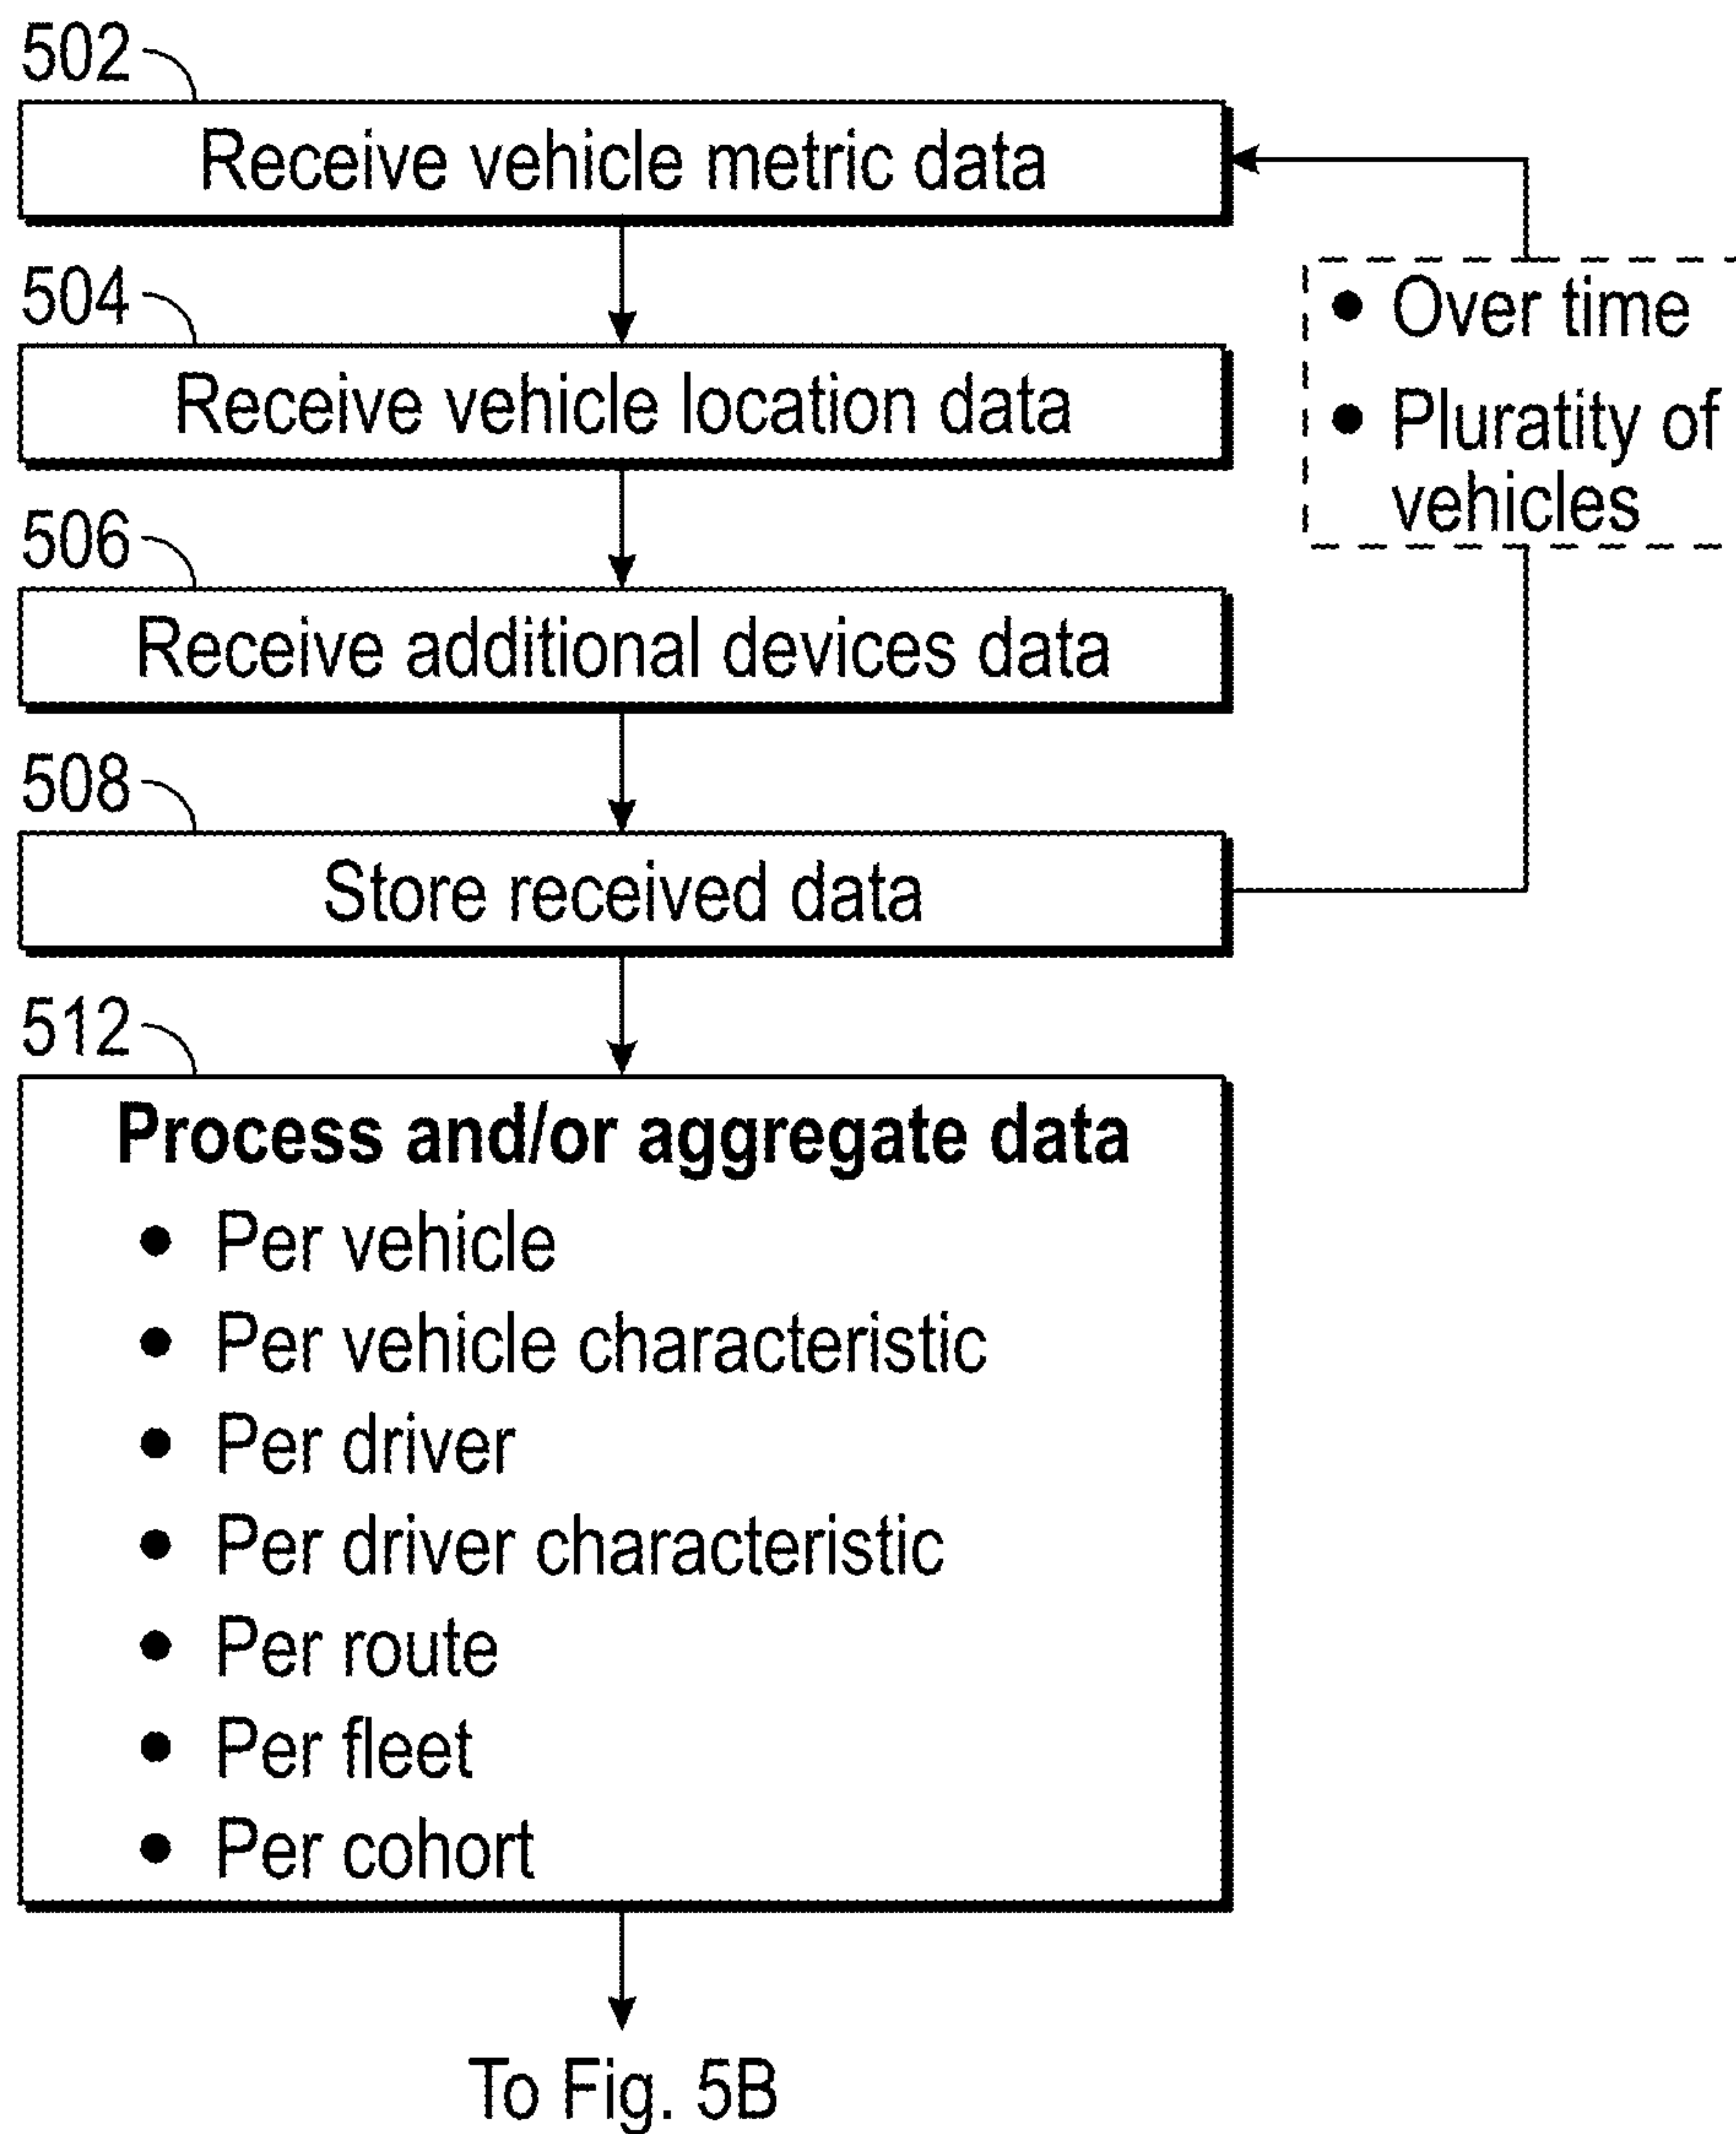 502
Receive vehicle metric data
504
Receive vehicle location data
506
Receive additional devices data
508
Store received data
• Over time
• Pluratity of
vehicles
512
Process and/or aggregate data
• Per vehicle
• Per vehicle characteristic
• Per driver
• Per driver characteristic
• Per route
• Per fleet
• Per cohort
To Fig. 5B